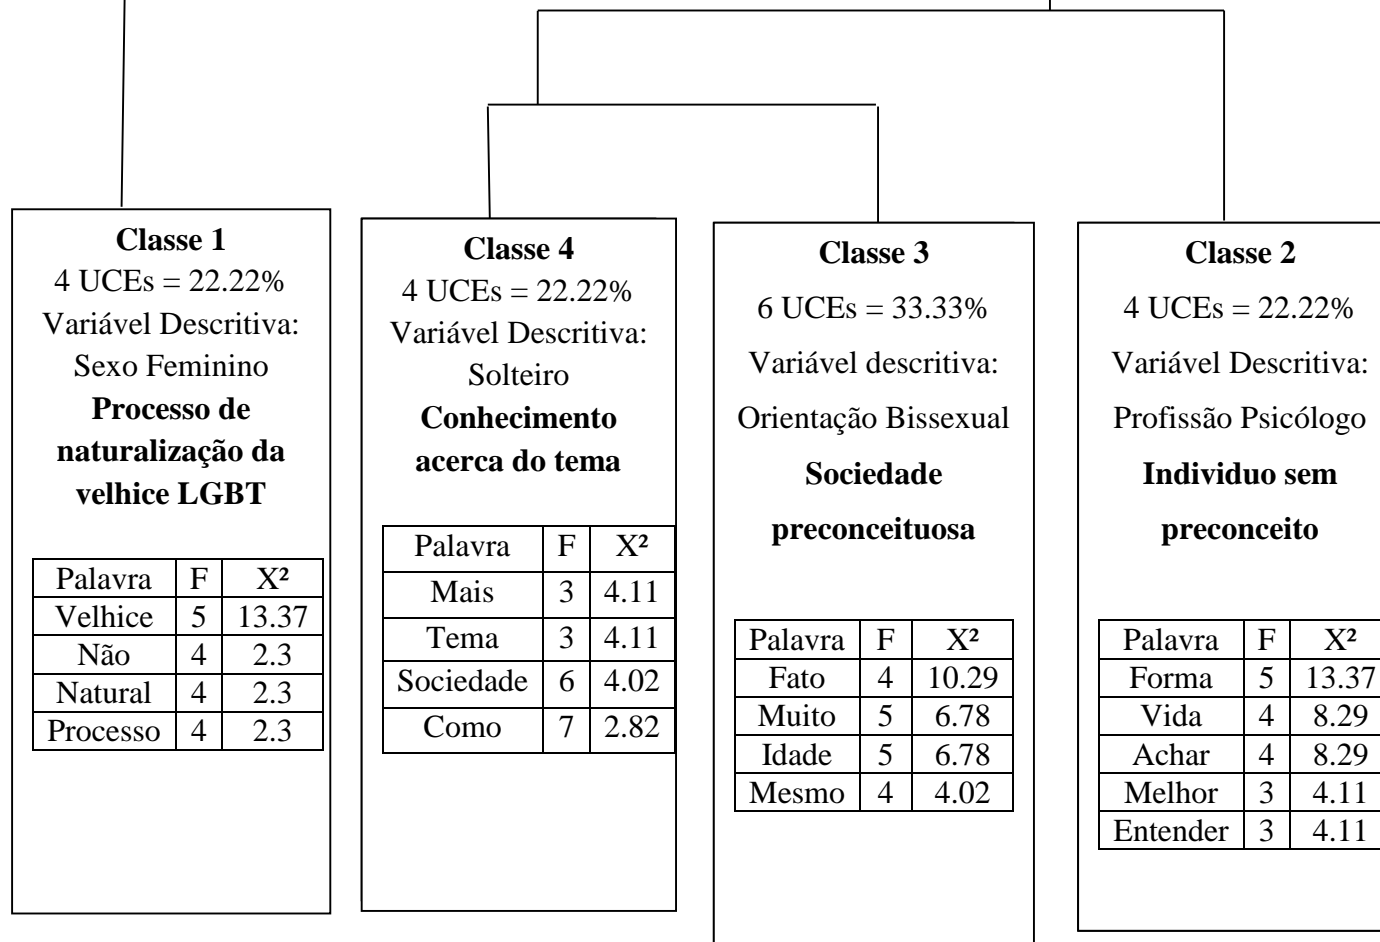 Classe 1
4 UCEs = 22.22%
Variável Descritiva:
Sexo Feminino
Processo de
naturalização da
velhice LGBT
Palavra F X²
Velhice 5 13.37
Não 4 2.3
Natural 4 2.3
Processo 4 2.3
Classe 4
4 UCEs = 22.22%
Variável Descritiva:
Solteiro
Conhecimento
acerca do tema
Palavra F X²
Mais 3 4.11
Tema 3 4.11
Sociedade 6 4.02
Como 7 2.82
Classe 3
6 UCEs = 33.33%
Variável descritiva:
Orientação Bissexual
Sociedade
preconceituosa
Palavra F X²
Fato 4 10.29
Muito 5 6.78
Idade 5 6.78
Mesmo 4 4.02
Classe 2
4 UCEs = 22.22%
Variável Descritiva:
Profissão Psicólogo
Individuo sem
preconceito
Palavra F X²
Forma 5 13.37
Vida 4 8.29
Achar 4 8.29
Melhor 3 4.11
Entender 3 4.11